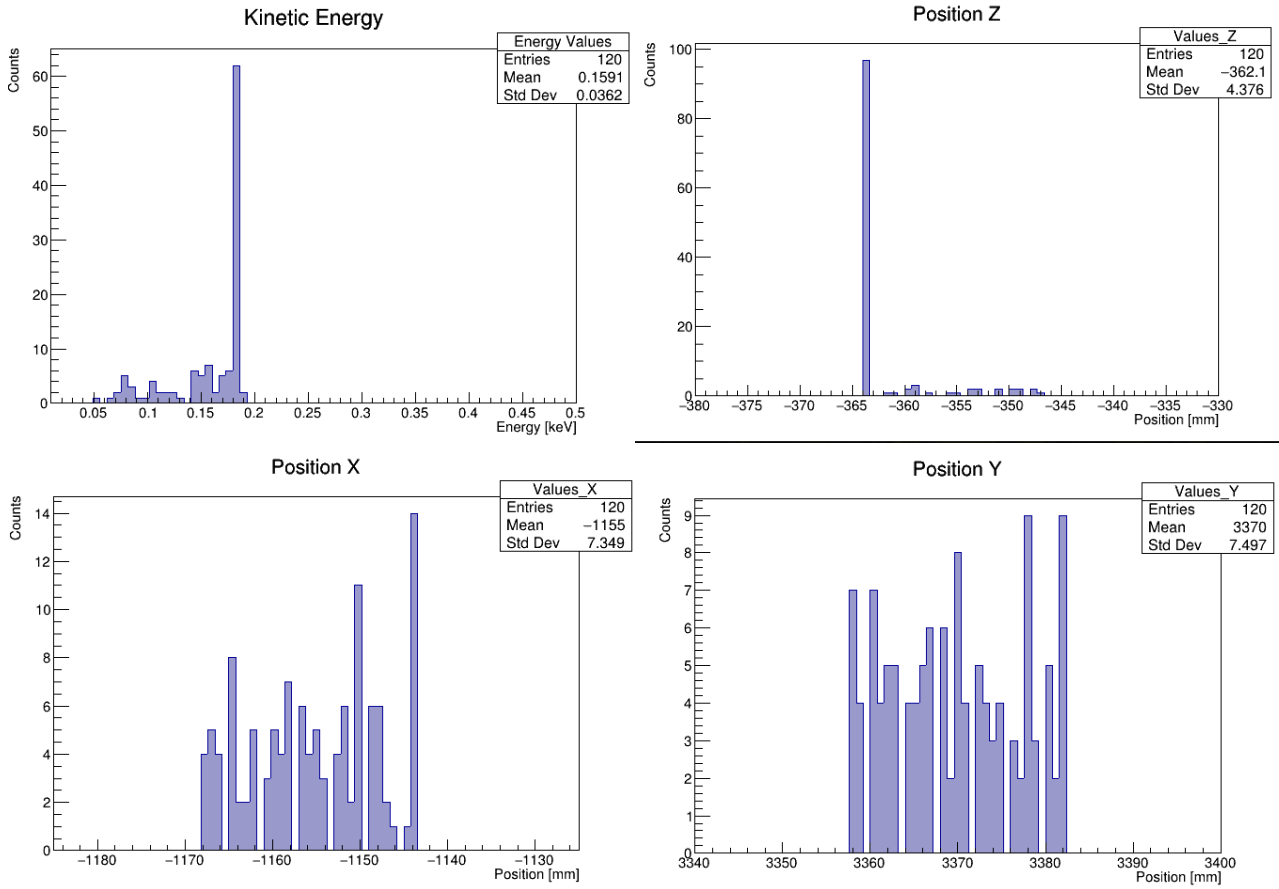 Kinetic Energy
Counts
Energy Values
Entries 120
Mean 0.1591
Std Dev 0.0362
60
50
40
30
20
10
0
0.05 0.1 0.15 0.2 0.25 0.3 0.35 0.4 0.45 0.5
Energy [keV]
Position Z
Counts
Values_Z
Entries 120
Mean −362.1
Std Dev 4.376
100
80
60
40
20
0
−380 −375 −370 −365 −360 −355 −350 −345 −340 −335 −330
Position [mm]
Position X
Counts
Values_X
Entries 120
Mean −1155
Std Dev 7.349
14
12
10
8
6
4
2
0
−1180 −1170 −1160 −1150 −1140 −1130
Position [mm]
Position Y
Counts
Values_Y
Entries 120
Mean 3370
Std Dev 7.497
9
8
7
6
5
4
3
2
1
0
3340 3350 3360 3370 3380 3390 3400
Position [mm]